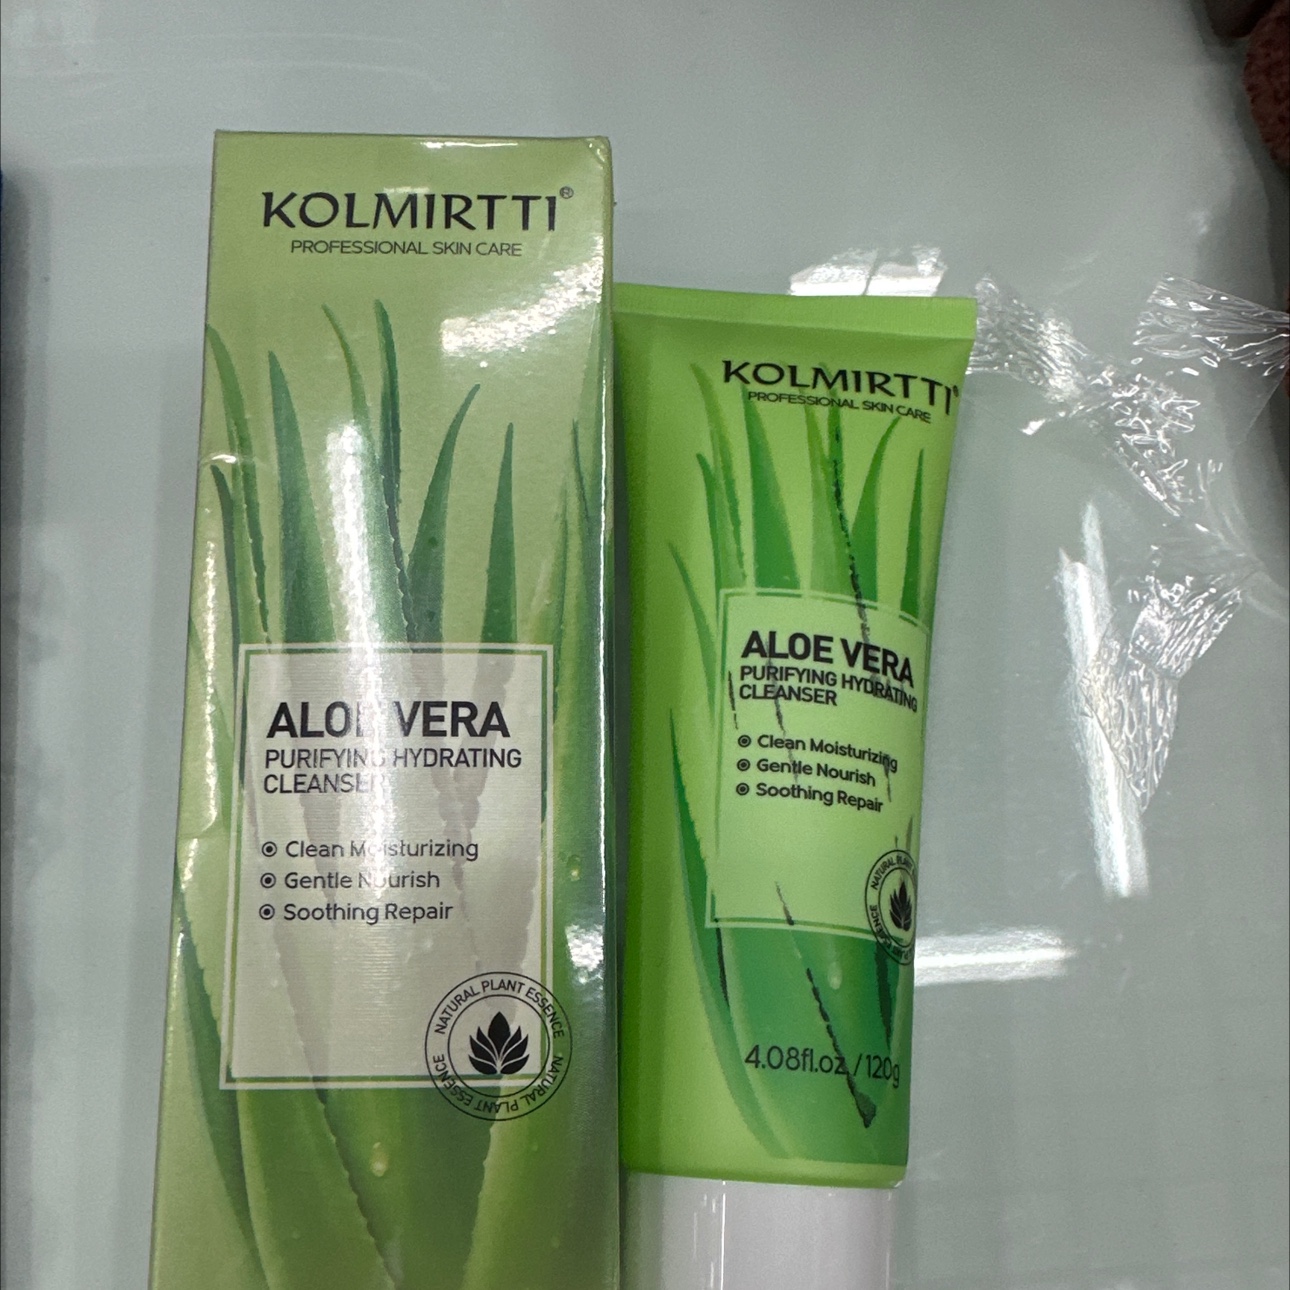 KOLMIRTTI®
PROFESSIONAL SKIN CARE
ALOE VERA
PURIFYING HYDRATING
CLEANSER
Clean Moisturizing
Gentle Nourish
Soothing Repair
NATURAL PLANT ESSENCE
NATURAL PLANT ESSENCE
KOLMIRTTI®
PROFESSIONAL SKIN CARE
ALOE VERA
PURIFYING HYDRATING
CLEANSER
Clean Moisturizing
Gentle Nourish
Soothing Repair
NATURAL PLANT
4.08fl.oz / 120g